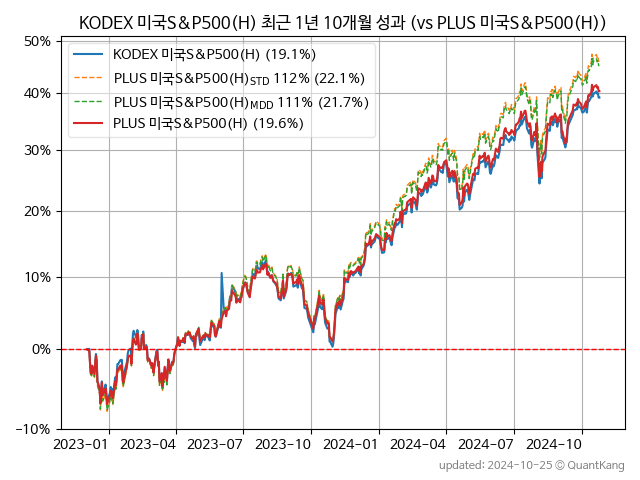 KODEX 미국S&P500(H) 최근 1년 10개월 성과 (vs PLUS 미국S&P500(H))
50%
40%
30%
20%
10%
0%
−10%
KODEX 미국S&P500(H) (19.1%)
PLUS 미국S&P500(H)STD 112% (22.1%)
PLUS 미국S&P500(H)MDD 111% (21.7%)
PLUS 미국S&P500(H) (19.6%)
2023-01 2023-04 2023-07 2023-10 2024-01 2024-04 2024-07 2024-10
updated: 2024-10-25 © QuantKang